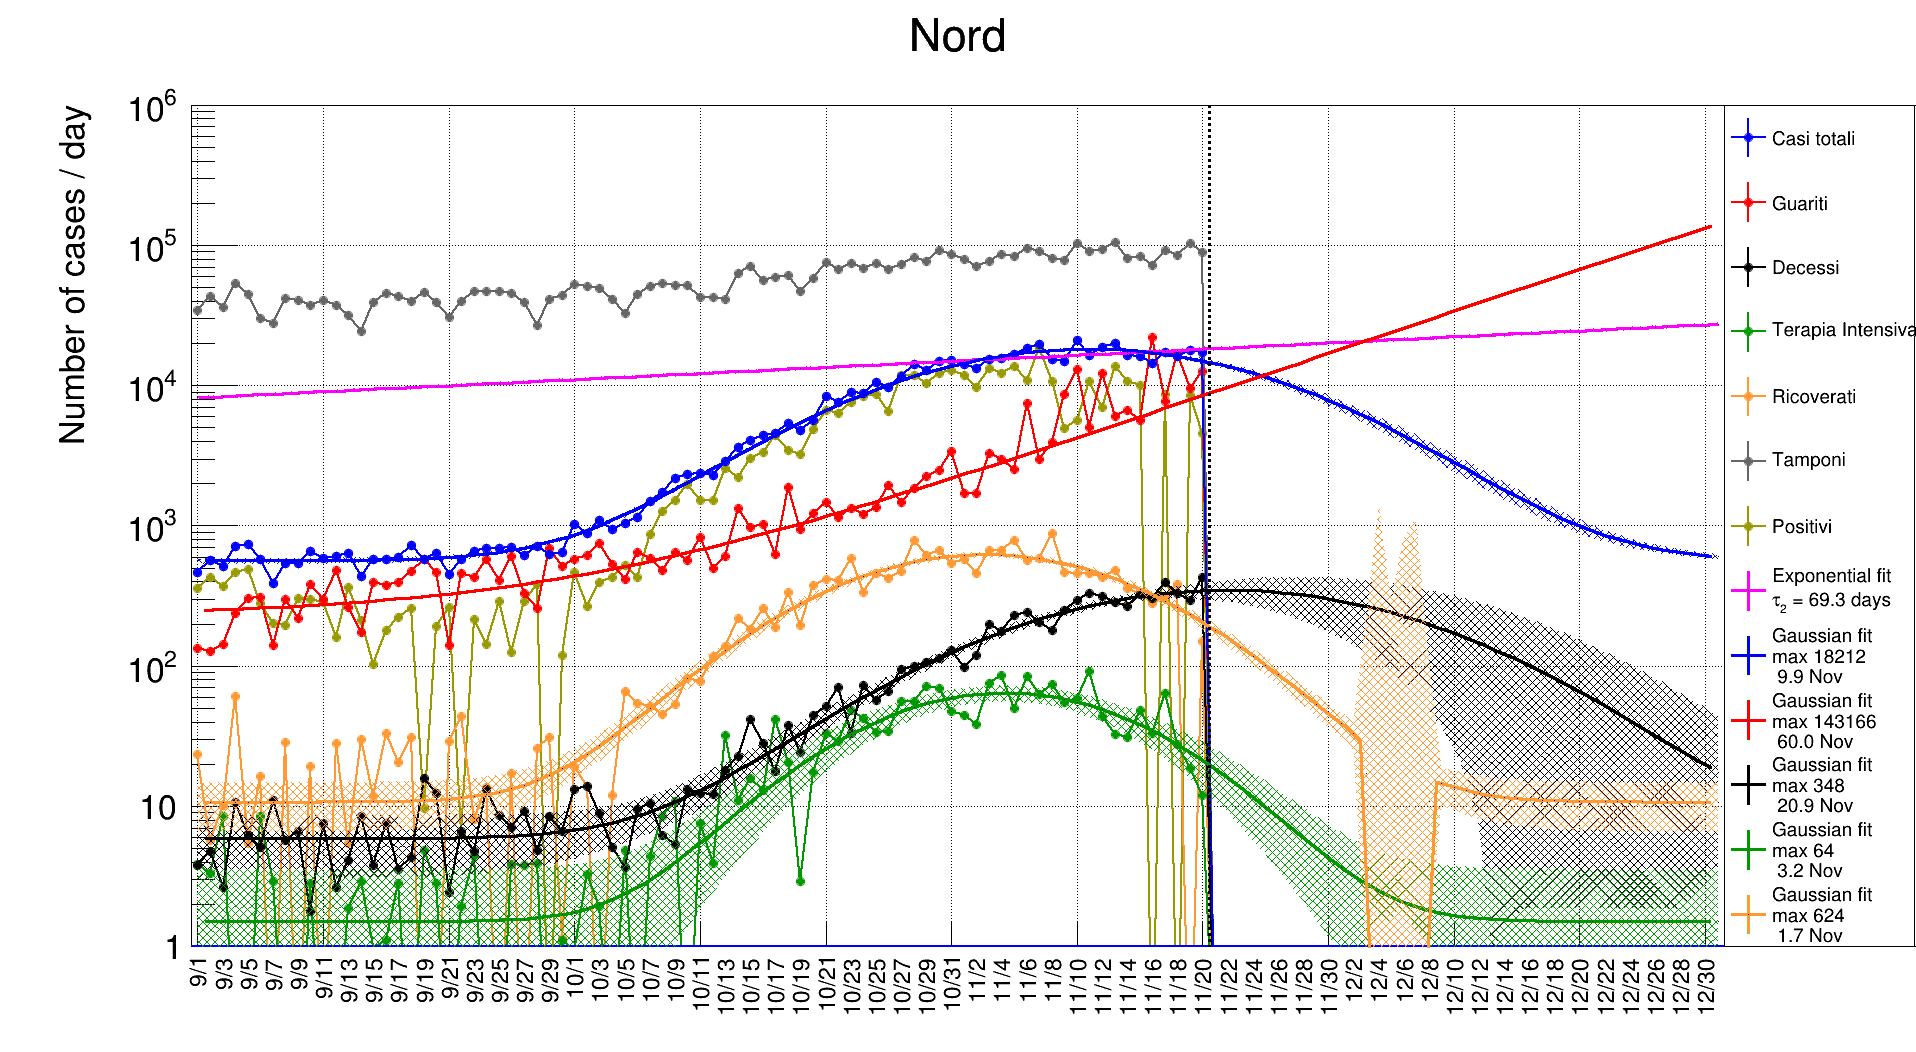 Nord
Number of cases / day
10^6
10^5
10^4
10^3
10^2
10
1
9/1
9/3
9/5
9/7
9/9
9/11
9/13
9/15
9/17
9/19
9/21
9/23
9/25
9/27
9/29
10/1
10/3
10/5
10/7
10/9
10/11
10/13
10/15
10/17
10/19
10/21
10/23
10/25
10/27
10/29
10/31
11/2
11/4
11/6
11/8
11/10
11/12
11/14
11/16
11/18
11/20
11/22
11/24
11/26
11/28
11/30
12/2
12/4
12/6
12/8
12/10
12/12
12/14
12/16
12/18
12/20
12/22
12/24
12/26
12/28
12/30
Casi totali
Guariti
Decessi
Terapia Intensiva
Ricoverati
Tamponi
Positivi
Exponential fit
τ₂ = 69.3 days
Gaussian fit
max 18212
9.9 Nov
Gaussian fit
max 143166
60.0 Nov
Gaussian fit
max 348
20.9 Nov
Gaussian fit
max 64
3.2 Nov
Gaussian fit
max 624
1.7 Nov